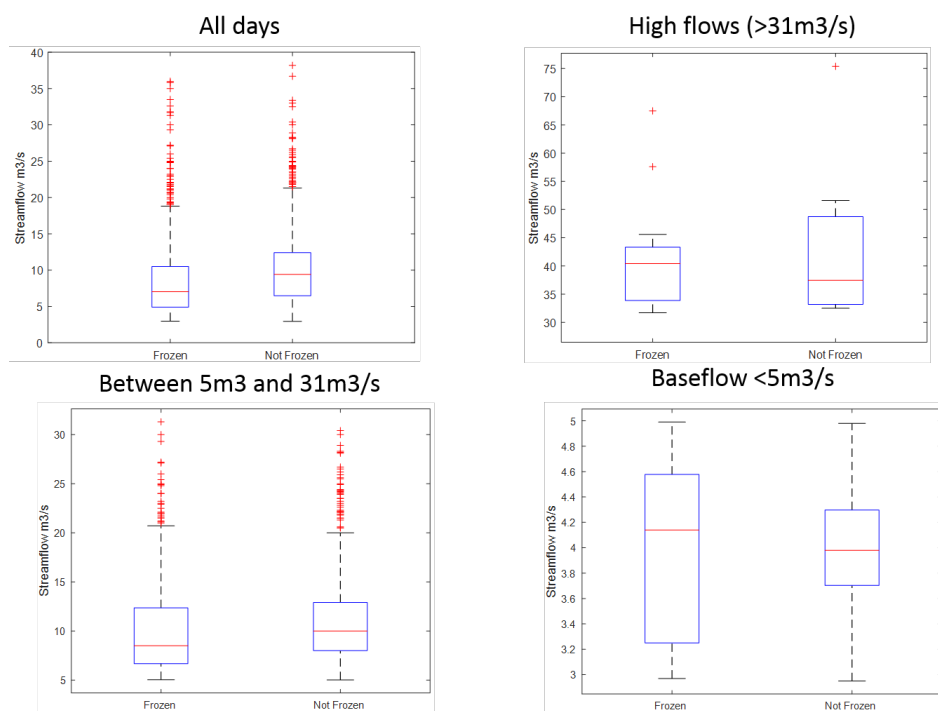 All days
40
35
30
25
20
15
10
5
0
Streamflow m3/s
Frozen Not Frozen
High flows (>31m3/s)
75
70
65
60
55
50
45
40
35
30
Streamflow m3/s
Frozen Not Frozen
Between 5m3 and 31m3/s
30
20
15
10
5
Streamflow m3/s
Frozen Not Frozen
Baseflow <5m3/s
5
4.8
4.6
4.4
4.2
4
3.8
3.6
3.4
3.2
3
Streamflow m3/s
Frozen Not Frozen